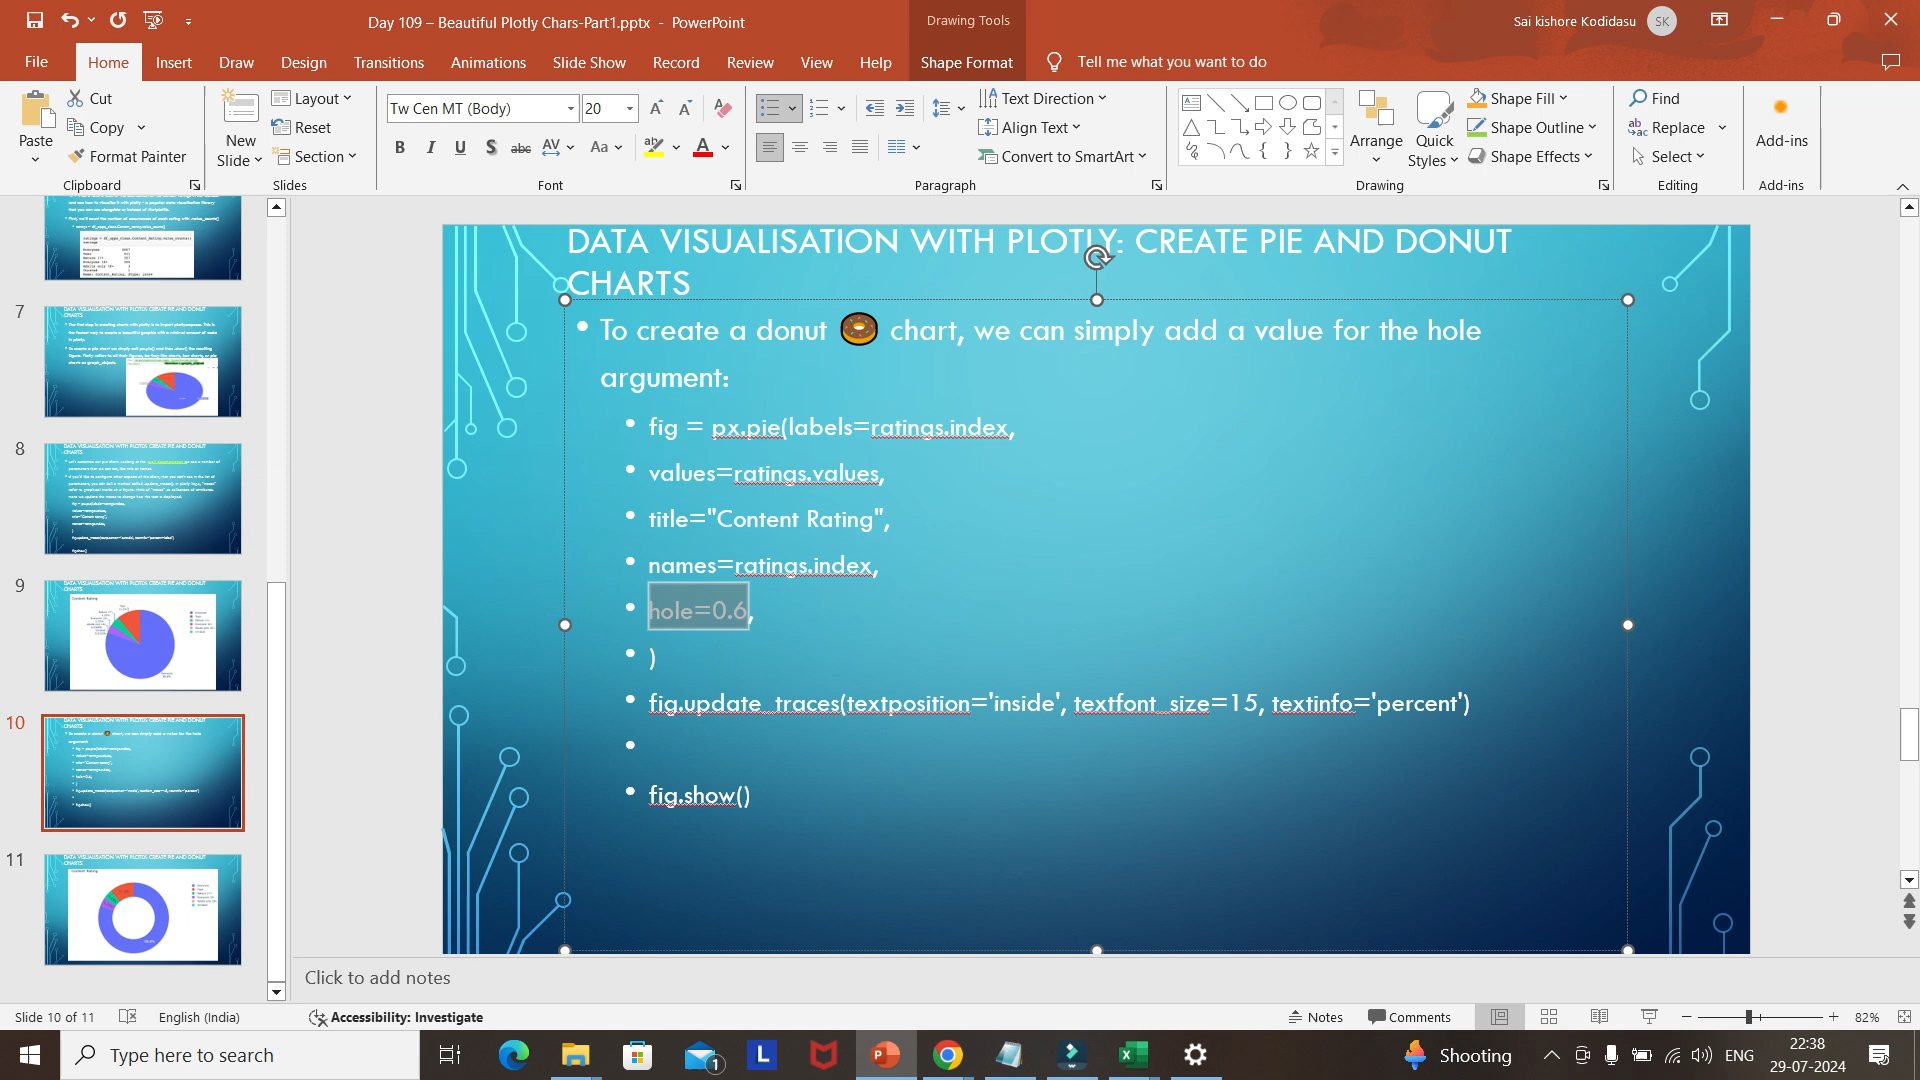 Day 109 – Beautiful Plotly Chars-Part1.pptx - PowerPoint
Drawing Tools
Sai kishore Kodidasu
SK
File
Home
Insert
Draw
Design
Transitions
Animations
Slide Show
Record
Review
View
Help
Shape Format
Tell me what you want to do
Paste
Cut
Copy
Format Painter
Clipboard
New Slide
Layout
Reset
Section
Slides
Tw Cen MT (Body)
20
Font
Text Direction
Align Text
Convert to SmartArt
Paragraph
Arrange
Quick Styles
Shape Fill
Shape Outline
Shape Effects
Drawing
Find
Replace
Select
Editing
Add-ins
Add-ins
7
8
9
10
11
DATA VISUALISATION WITH PLOTLY: CREATE PIE AND DONUT
CHARTS
• To create a donut 🍩 chart, we can simply add a value for the hole
argument:
• fig = px.pie(labels=ratings.index,
• values=ratings.values,
• title="Content Rating",
• names=ratings.index,
• hole=0.6,
• )
• fig.update_traces(textposition='inside', textfont_size=15, textinfo='percent')
•
• fig.show()
Click to add notes
Slide 10 of 11
English (India)
Accessibility: Investigate
Notes
Comments
82%
Type here to search
1
Shooting
ENG
22:38
29-07-2024